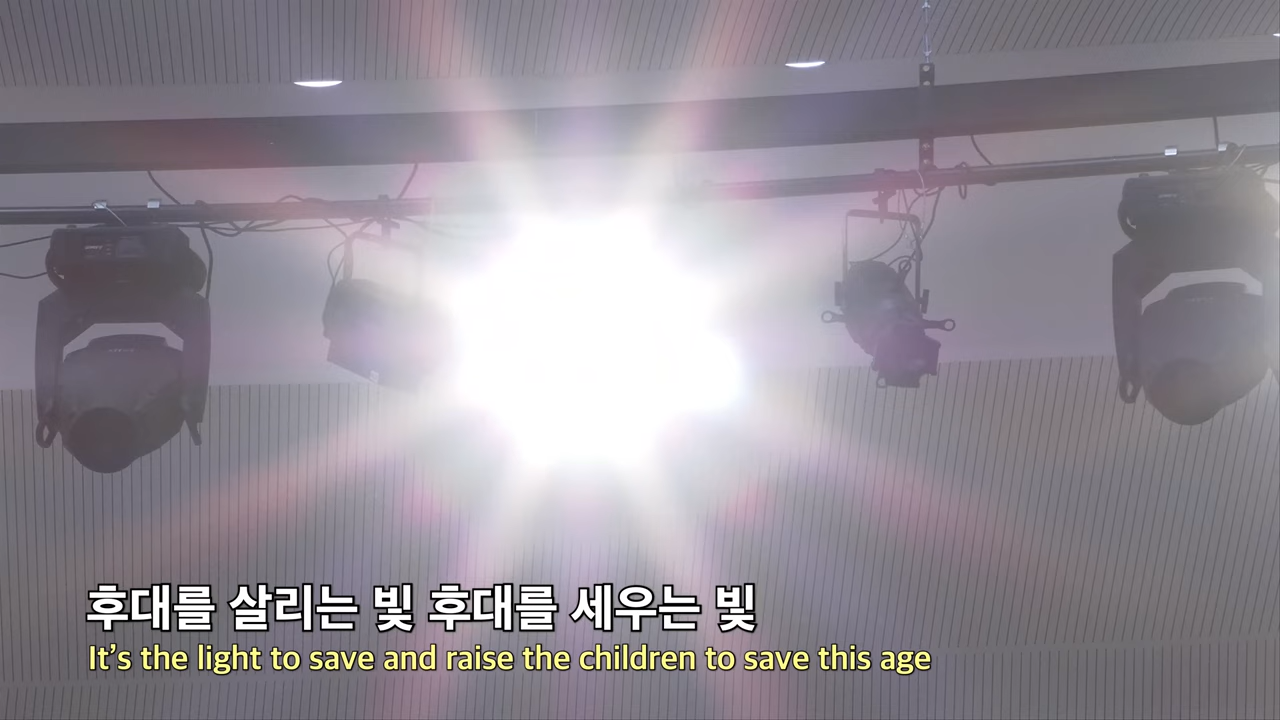 후대를 살리는 빛 후대를 세우는 빛
It's the light to save and raise the children to save this age